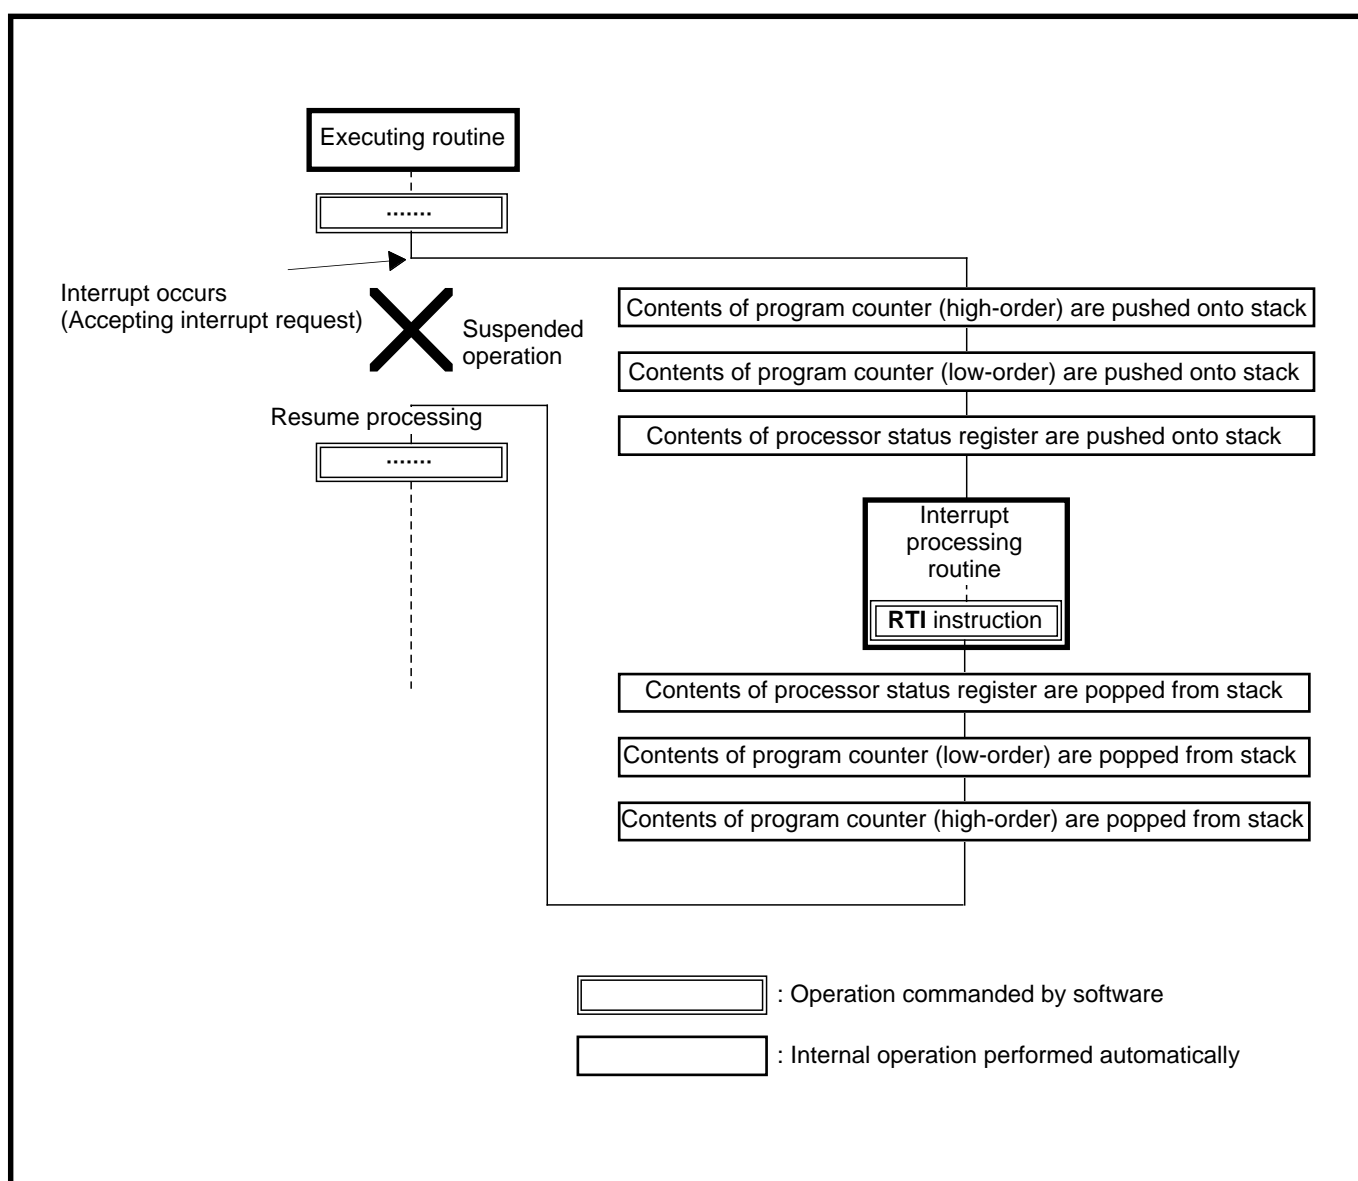 Executing routine
.......
Interrupt occurs
(Accepting interrupt request)
Suspended
operation
Contents of program counter (high-order) are pushed onto stack
Contents of program counter (low-order) are pushed onto stack
Contents of processor status register are pushed onto stack
Resume processing
.......
Interrupt
processing
routine
RTI instruction
Contents of processor status register are popped from stack
Contents of program counter (low-order) are popped from stack
Contents of program counter (high-order) are popped from stack
: Operation commanded by software
: Internal operation performed automatically